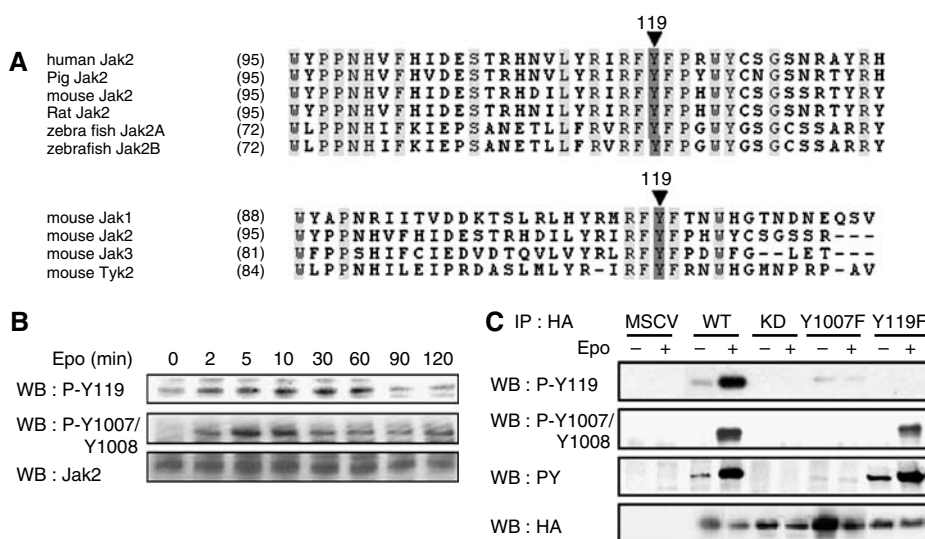 119
A
human Jak2 (95) WYPPNHVFHIDESTRHNVLYRIRFYFPRWYCSGSNRAYRH
Pig Jak2 (95) WYPPNHVFHVDESTRHNVLYRIRFYFPRWYCSGSNRTYRH
mouse Jak2 (95) WYPPNHVFHIDESTRHDILYRIRFYFPHWYCSGSSRTYRY
Rat Jak2 (95) WYPPNHVFHIDESTRHNILYRIRFYFPHWYCSGSNRTYRY
zebra fish Jak2A (72) WLPPNHIFKIEPSANETLLFRVRFYFPGWYGSGCSSARRY
zebrafish Jak2B (72) WLPPNHIFKIEPSANETLLFRVRFYFPGWYGSGCSSARRY
119
mouse Jak1 (88) WYAPNRIITVDDKTSLRLHYRMRFYFTNWHGTNDNEQSV
mouse Jak2 (95) WYPPNHVFHIDESTRHDILYRIRFYFPHWYCSGSSR---
mouse Jak3 (81) WFPPSHIFCIEDVDTQVLVYRLRFYFPDWFG--LET---
mouse Tyk2 (84) WLPPNHILEIPRDASLMLYR-IRFYFRNWHGMNPRP-AV
B
Epo (min) 0 2 5 10 30 60 90 120
WB : P-Y119
WB : P-Y1007/
Y1008
WB : Jak2
C IP : HA MSCV WT KD Y1007F Y119F
Epo – + – + – + – + – +
WB : P-Y119
WB : P-Y1007/
Y1008
WB : PY
WB : HA